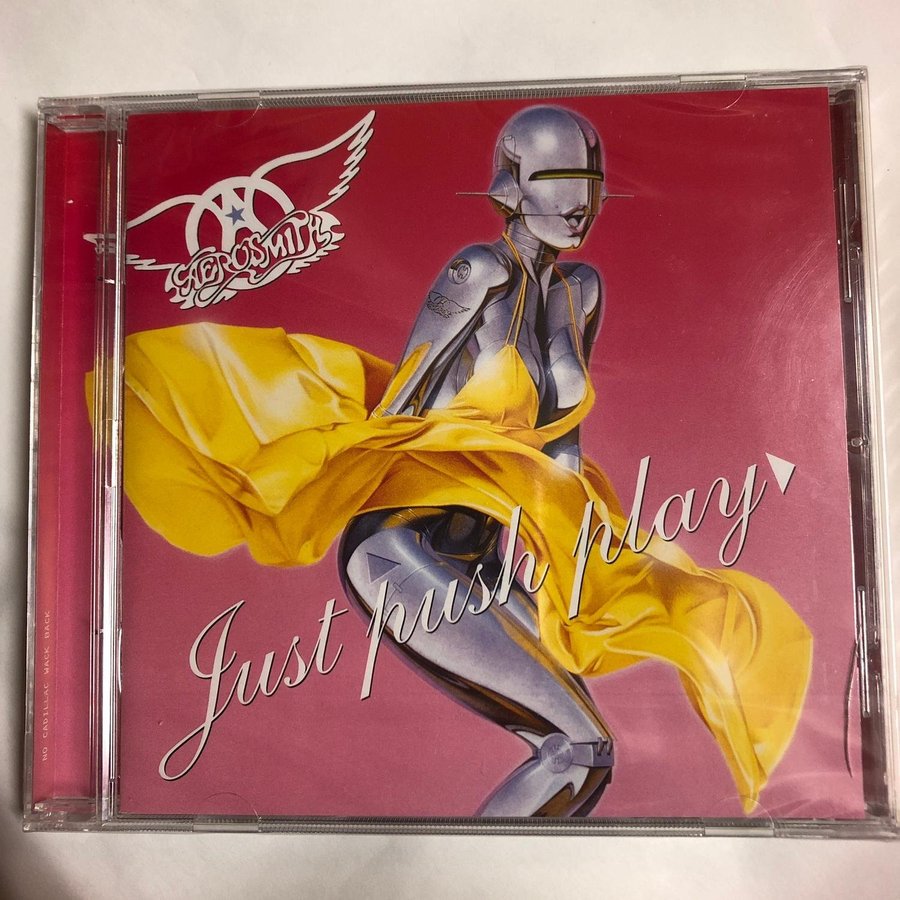 AEROSMITH
Just push play
NO CADILLAC WACK BACK